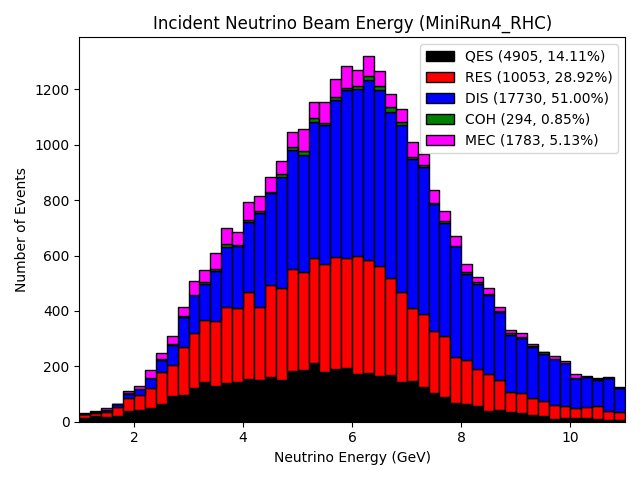 Incident Neutrino Beam Energy (MiniRun4_RHC)
QES (4905, 14.11%)
RES (10053, 28.92%)
DIS (17730, 51.00%)
COH (294, 0.85%)
MEC (1783, 5.13%)
Number of Events
1200
1000
800
600
400
200
0
2 4 6 8 10
Neutrino Energy (GeV)